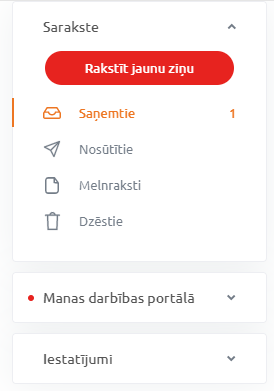 Sarakste
Rakstīt jaunu ziņu
Saņemtie 1
Nosūtītie
Melnraksti
Dzēstie
Manas darbības portālā
Iestatījumi